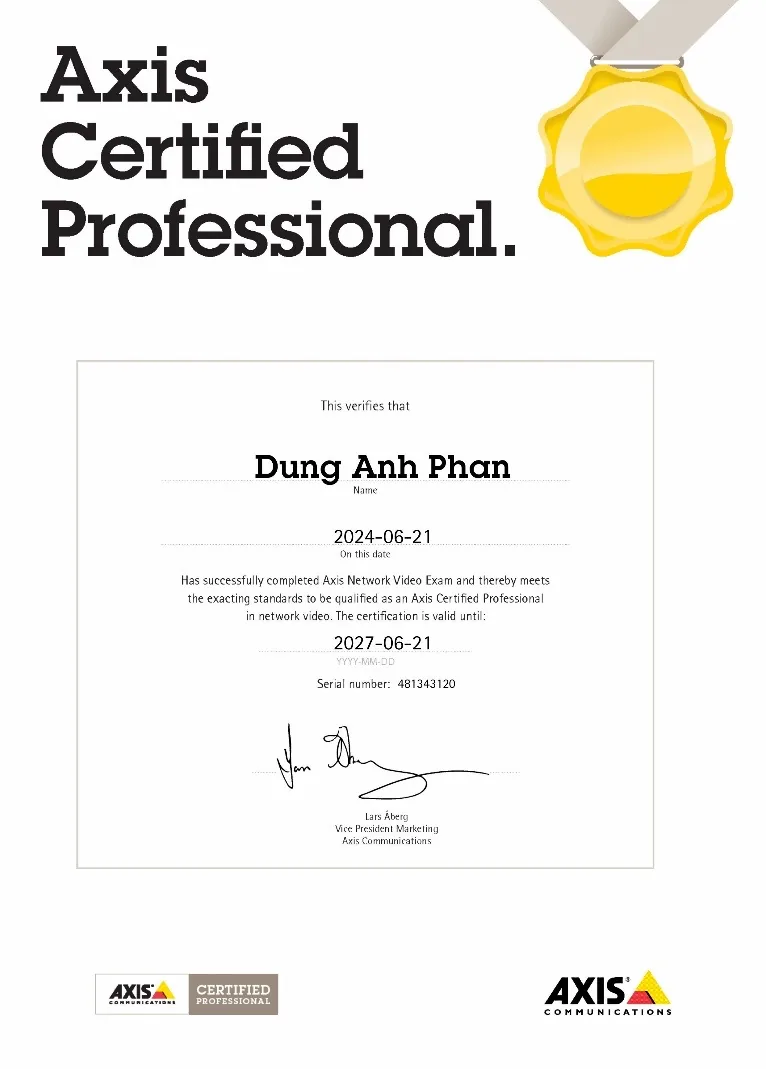 Axis
Certified
Professional.
This verifies that
Dung Anh Phan
Name
2024-06-21
On this date
Has successfully completed Axis Network Video Exam and thereby meets
the exacting standards to be qualified as an Axis Certified Professional
in network video. The certification is valid until:
2027-06-21
YYYY-MM-DD
Serial number: 481343120
Lars Åberg
Vice President Marketing
Axis Communications
AXIS
COMMUNICATIONS
CERTIFIED
PROFESSIONAL
AXIS®
COMMUNICATIONS